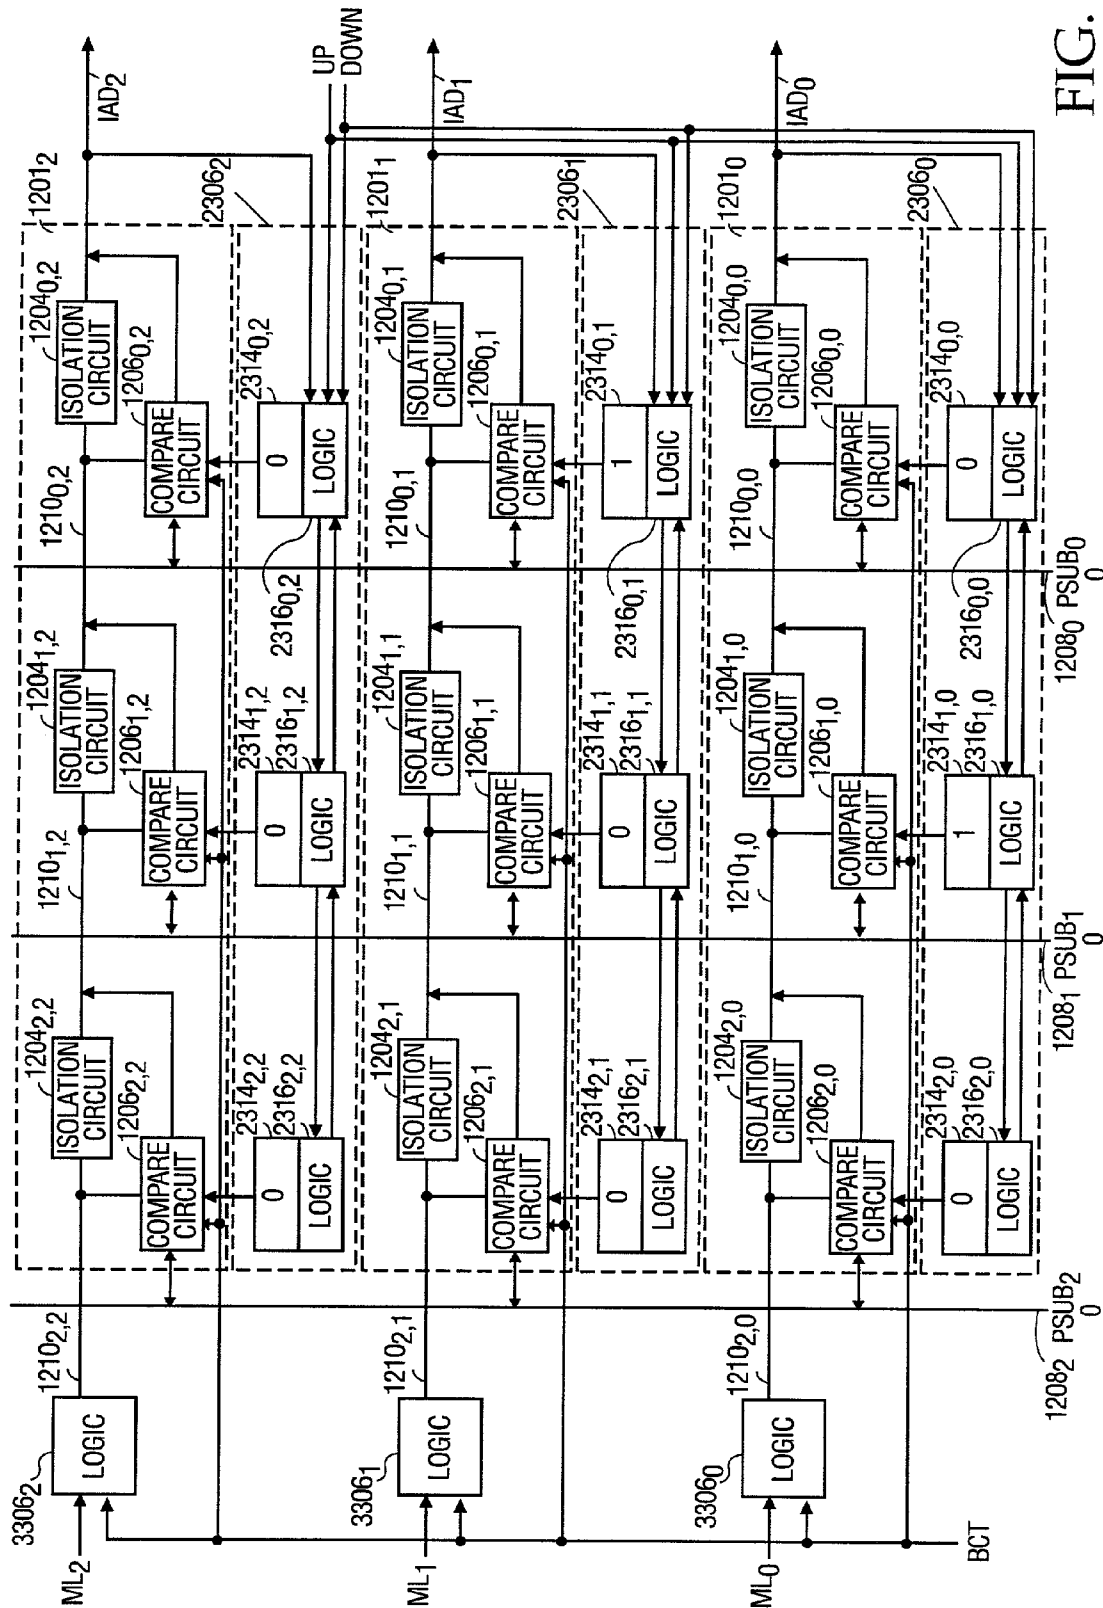 ML2
33062
LOGIC
12102,2
12042,2
ISOLATION
CIRCUIT
12062,2
COMPARE
CIRCUIT
12101,2
12041,2
ISOLATION
CIRCUIT
12061,2
COMPARE
CIRCUIT
12100,2
12040,2
ISOLATION
CIRCUIT
12060,2
COMPARE
CIRCUIT
12012
IAD2
23142,2
23162,2
0
LOGIC
23141,2
23161,2
0
LOGIC
23140,2
23160,2
0
LOGIC
23062
UP
DOWN
ML1
33061
LOGIC
12102,1
12042,1
ISOLATION
CIRCUIT
12062,1
COMPARE
CIRCUIT
12101,1
12041,1
ISOLATION
CIRCUIT
12061,1
COMPARE
CIRCUIT
12100,1
12040,1
ISOLATION
CIRCUIT
12060,1
COMPARE
CIRCUIT
12011
IAD1
23142,1
23162,1
0
LOGIC
23141,1
23161,1
0
LOGIC
23140,1
23160,1
1
LOGIC
23061
ML0
33060
LOGIC
12102,0
12042,0
ISOLATION
CIRCUIT
12062,0
COMPARE
CIRCUIT
12101,0
12041,0
ISOLATION
CIRCUIT
12061,0
COMPARE
CIRCUIT
12100,0
12040,0
ISOLATION
CIRCUIT
12060,0
COMPARE
CIRCUIT
12010
IAD0
23142,0
23162,0
0
LOGIC
23141,0
23161,0
1
LOGIC
23140,0
23160,0
0
LOGIC
23060
BCT
12082
PSUB2
0
12081
PSUB1
0
12080
PSUB0
0
FIG.